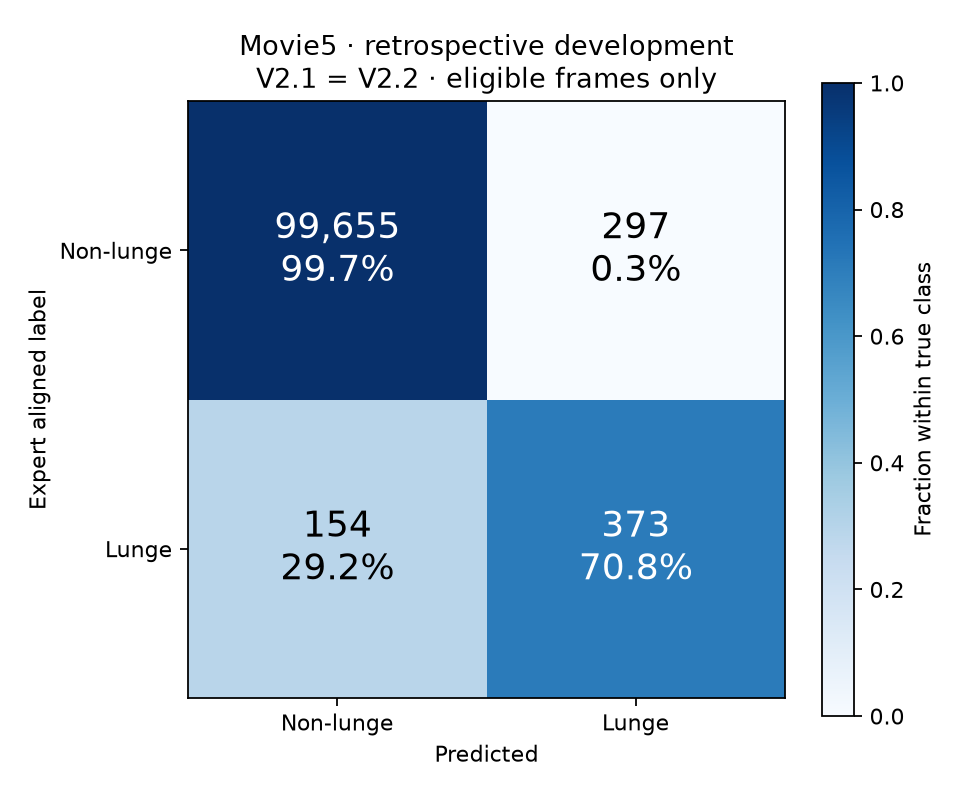 Movie5 · retrospective development
V2.1 = V2.2 · eligible frames only
Expert aligned label
Non-lunge
99,655
99.7%
297
0.3%
Lunge
154
29.2%
373
70.8%
Non-lunge
Lunge
Predicted
1.0
0.8
0.6
0.4
0.2
0.0
Fraction within true class